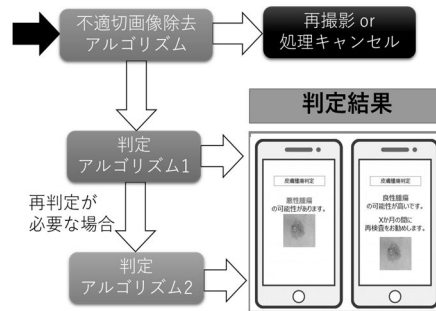 不適切画像除去
アルゴリズム
再撮影 or
処理キャンセル
判定結果
判定
アルゴリズム1
再判定が
必要な場合
判定
アルゴリズム2
皮膚腫瘍判定
悪性腫瘍
の可能性があります。
皮膚腫瘍判定
良性腫瘍
の可能性が高いです。
Xか月の間に
再検査をお勧めします。